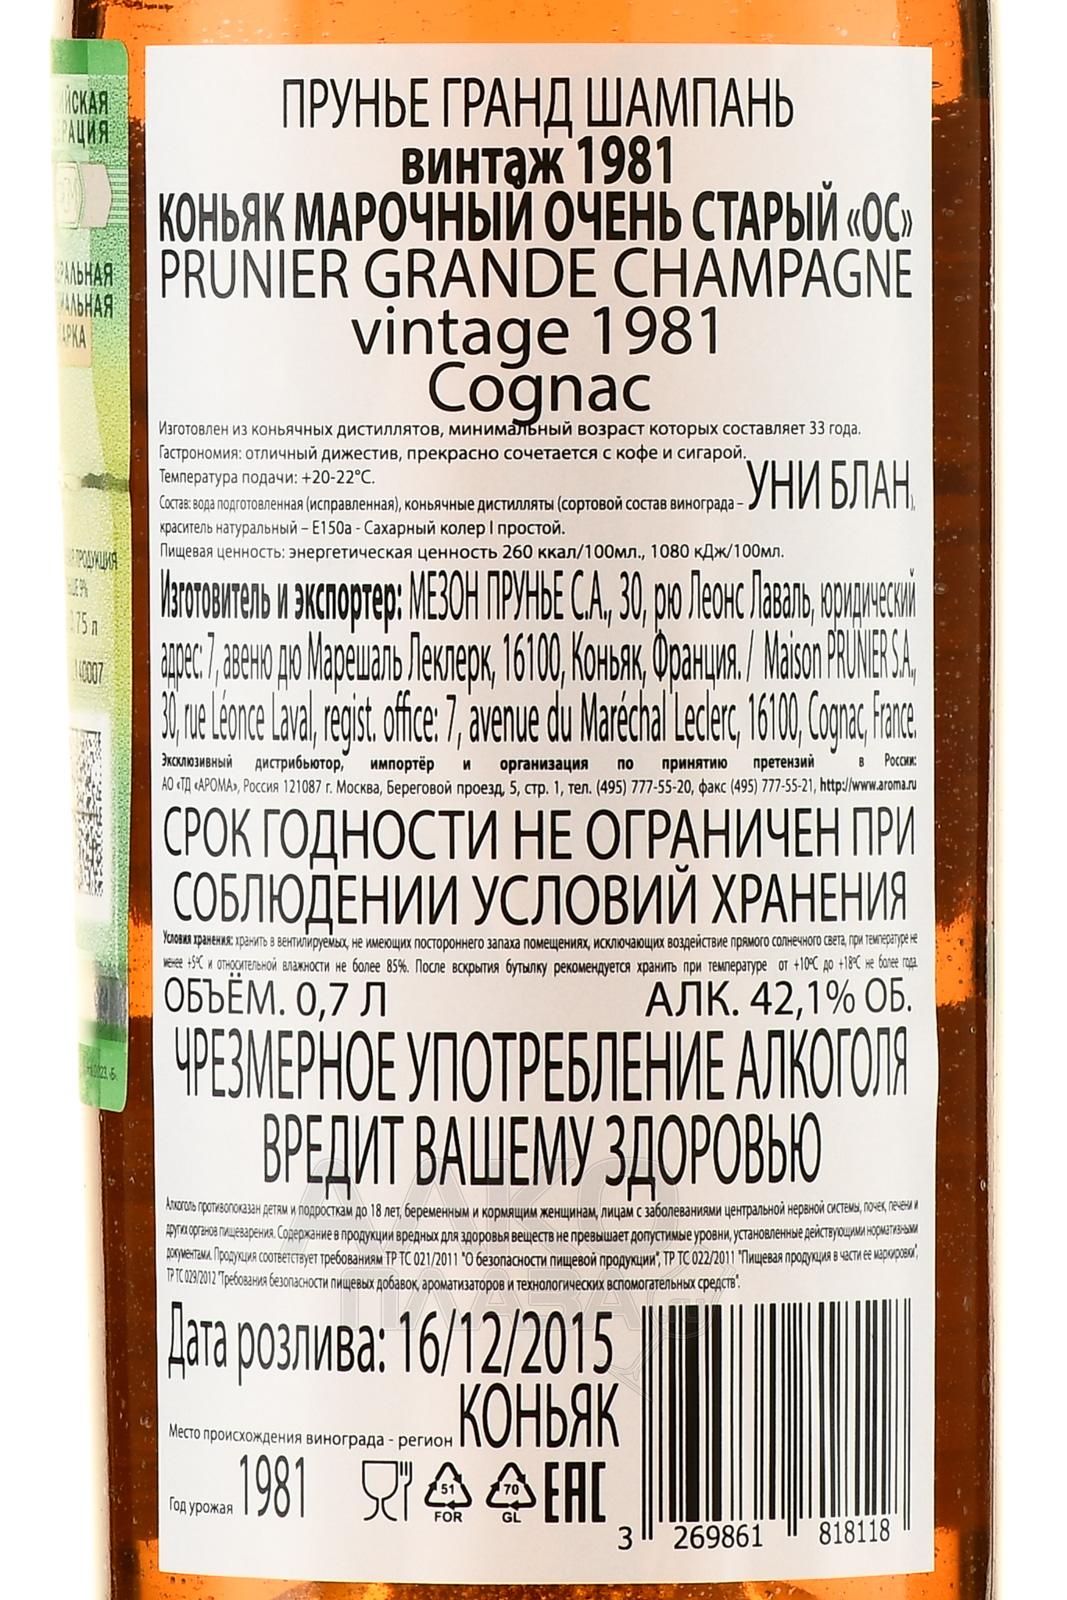 ПРУНЬЕ ГРАНД ШАМПАНЬ
винтаж 1981
КОНЬЯК МАРОЧНЫЙ ОЧЕНЬ СТАРЫЙ «ОС»
PRUNIER GRANDE CHAMPAGNE
vintage 1981
Cognac
Изготовлен из коньячных дистиллятов, минимальный возраст которых составляет 33 года.
Гастрономия: отличный дижестив, прекрасно сочетается с кофе и сигарой.
Температура подачи: +20-22°С.
Состав: вода подготовленная (исправленная), коньячные дистилляты (сортовой состав винограда – УНИ БЛАН),
краситель натуральный – Е150а - Сахарный колер I простой.
Пищевая ценность: энергетическая ценность 260 ккал/100мл., 1080 кДж/100мл.
Изготовитель и экспортер: МЕЗОН ПРУНЬЕ С.А., 30, рю Леонс Лаваль, юридический
адрес: 7, авеню дю Марешаль Леклерк, 16100, Коньяк, Франция. / Maison PRUNIER S.A.,
30, rue Léonce Laval, regist. office: 7, avenue du Maréchal Leclerc, 16100, Cognac, France.
Эксклюзивный дистрибьютор, импортёр и организация по принятию претензий в России:
АО «ТД «АРОМА», Россия 121087 г. Москва, Береговой проезд, 5, стр. 1, тел. (495) 777-55-20, факс (495) 777-55-21, http://www.aroma.ru
СРОК ГОДНОСТИ НЕ ОГРАНИЧЕН ПРИ
СОБЛЮДЕНИИ УСЛОВИЙ ХРАНЕНИЯ
Условия хранения: хранить в вентилируемых, не имеющих постороннего запаха помещениях, исключающих воздействие прямого солнечного света, при температуре не
менее +5°С и относительной влажности не более 85%. После вскрытия бутылку рекомендуется хранить при температуре от +10°С до +18°С не более года.
ОБЪЁМ. 0,7 Л АЛК. 42,1% ОБ.
ЧРЕЗМЕРНОЕ УПОТРЕБЛЕНИЕ АЛКОГОЛЯ
ВРЕДИТ ВАШЕМУ ЗДОРОВЬЮ
Алкоголь противопоказан детям и подросткам до 18 лет, беременным и кормящим женщинам, лицам с заболеваниями центральной нервной системы, почек, печени и
других органов пищеварения. Содержание в продукции вредных для здоровья веществ не превышает допустимые уровни, установленные действующими нормативными
документами. Продукция соответствует требованиям ТР ТС 021/2011 "О безопасности пищевой продукции", ТР ТС 022/2011 "Пищевая продукция в части ее маркировки",
ТР ТС 029/2012 "Требования безопасности пищевых добавок, ароматизаторов и технологических вспомогательных средств".
Дата розлива: 16/12/2015
Место происхождения винограда - регион КОНЬЯК
Год урожая 1981
51
FOR
70
GL
EAC
3 269861 818118
АЛКО
ПЛАЗА.ru